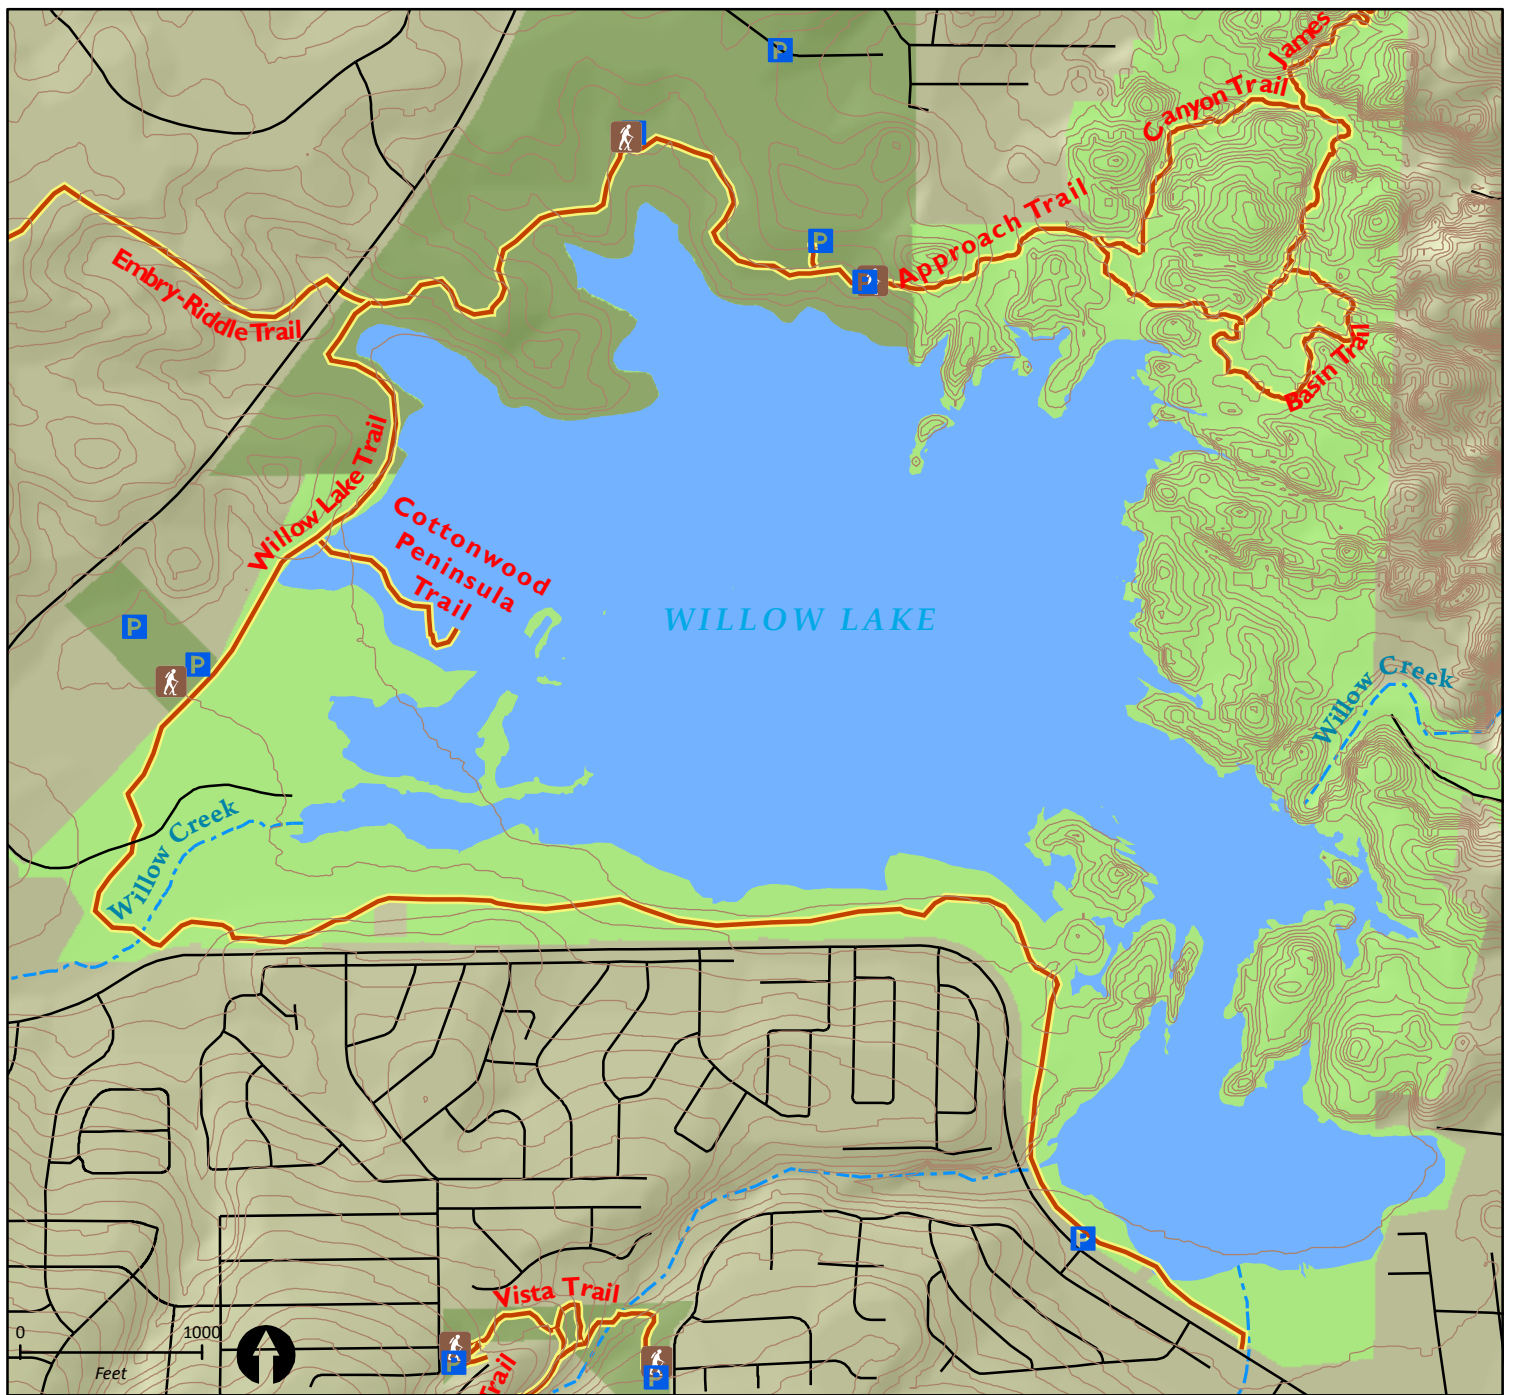 P
James
Canyon Trail
P
Approach Trail
P
Embry-Riddle Trail
Basin Trail
Willow Lake Trail
Cottonwood
Peninsula
Trail
WILLOW LAKE
P
P
Willow Creek
Willow Creek
P
Vista Trail
0
1000
Feet
P
Trail
P